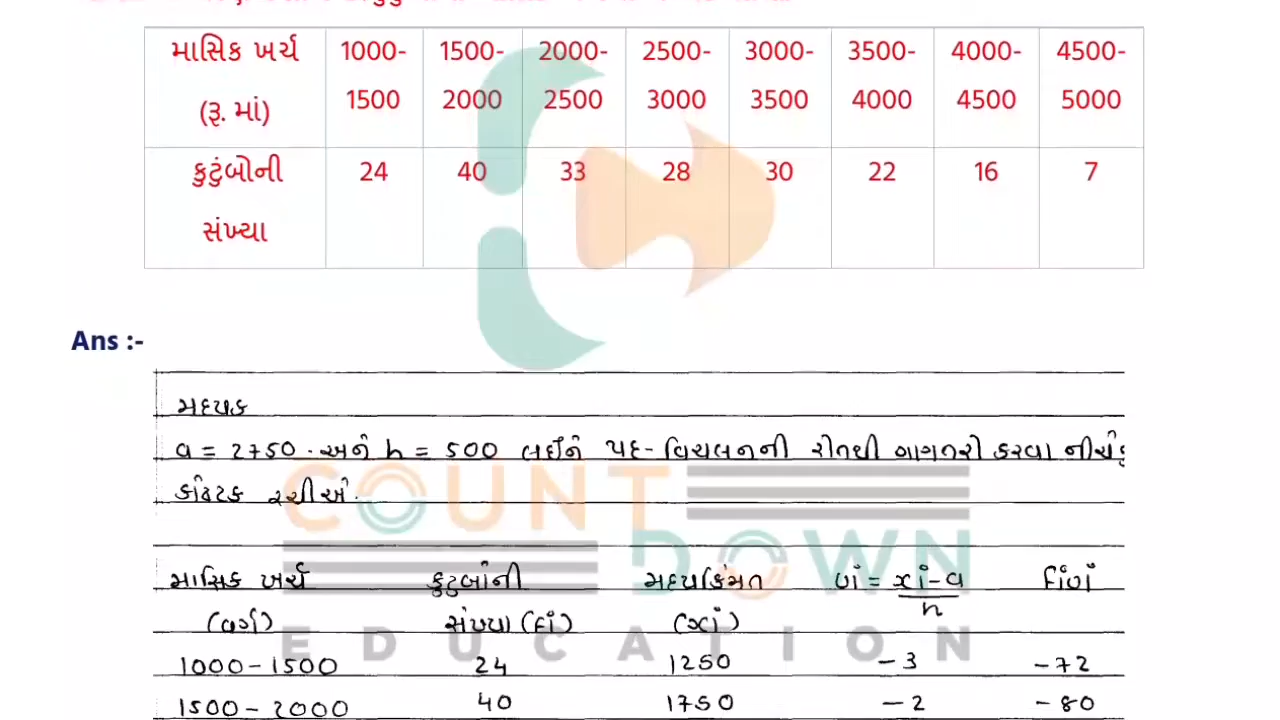 માસિક ખર્ચ (રૂ. માં) 1000-1500 1500-2000 2000-2500 2500-3000 3000-3500 3500-4000 4000-4500 4500-5000
કુટુંબોની સંખ્યા 24 40 33 28 30 22 16 7
Ans :-
મધ્યક
a = 2750 · અને h = 500 લઈને પદ-વિચલનની રીતથી ગણતરી કરવા નીચેનું
કોષ્ટક રચીએ.
COUNT
DOWN
EDUCATION
માસિક ખર્ચ (વર્ગ) કુટુબોની સંખ્યા (fi) મધ્યકિંમત (xi) ui = xi-a/h fiui
1000-1500 24 1250 -3 -72
1500-2000 40 1750 -2 -80